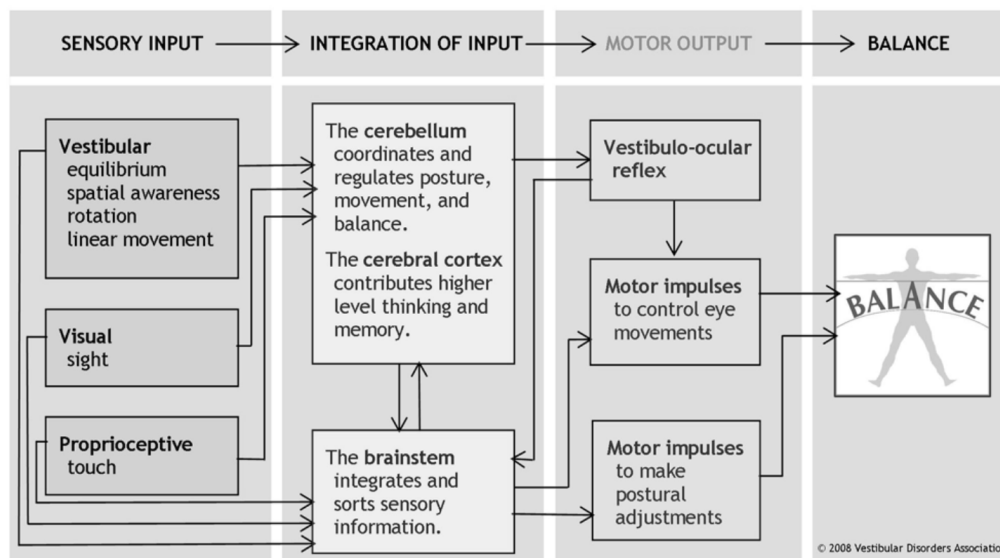 SENSORY INPUT
INTEGRATION OF INPUT
MOTOR OUTPUT
BALANCE
Vestibular
equilibrium
spatial awareness
rotation
linear movement
Visual
sight
Proprioceptive
touch
The cerebellum
coordinates and
regulates posture,
movement, and
balance.
The cerebral cortex
contributes higher
level thinking and
memory.
The brainstem
integrates and
sorts sensory
information.
Vestibulo-ocular
reflex
Motor impulses
to control eye
movements
Motor impulses
to make
postural
adjustments
BALANCE
© 2008 Vestibular Disorders Associatio